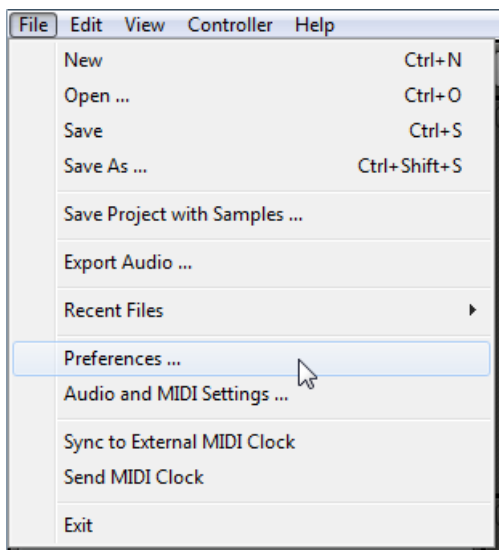 File Edit View Controller Help
New Ctrl+N
Open ... Ctrl+O
Save Ctrl+S
Save As ... Ctrl+Shift+S
Save Project with Samples ...
Export Audio ...
Recent Files
Preferences ...
Audio and MIDI Settings ...
Sync to External MIDI Clock
Send MIDI Clock
Exit